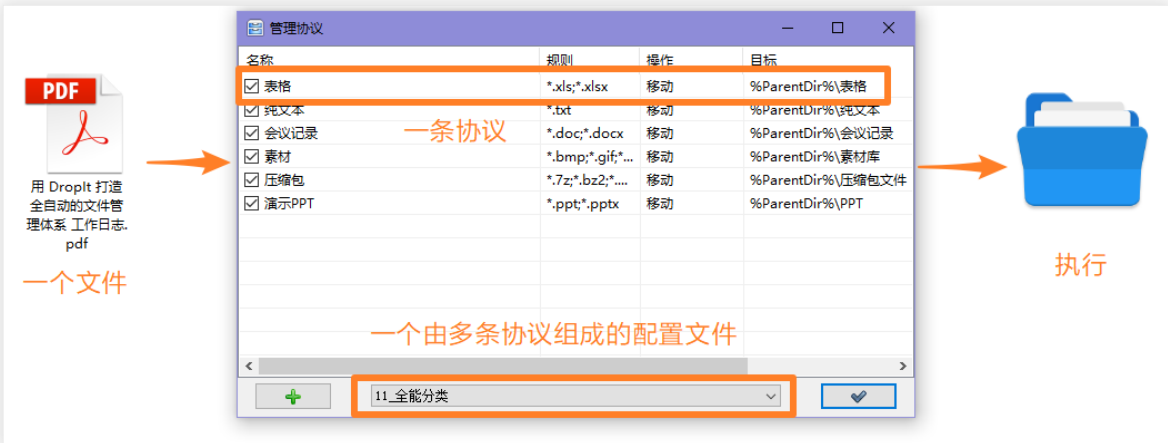 管理协议
名称 规则 操作 目标
表格 *.xls;*.xlsx 移动 %ParentDir%\表格
纯文本 *.txt 移动 %ParentDir%\纯文本
一条协议
会议记录 *.doc;*.docx 移动 %ParentDir%\会议记录
素材 *.bmp;*.gif;*... 移动 %ParentDir%\素材库
压缩包 *.7z;*.bz2;*.... 移动 %ParentDir%\压缩包文件
演示PPT *.ppt;*.pptx 移动 %ParentDir%\PPT
PDF
用 DropIt 打造
全自动的文件管
理体系 工作日志.
pdf
一个文件
执行
一个由多条协议组成的配置文件
11_全能分类